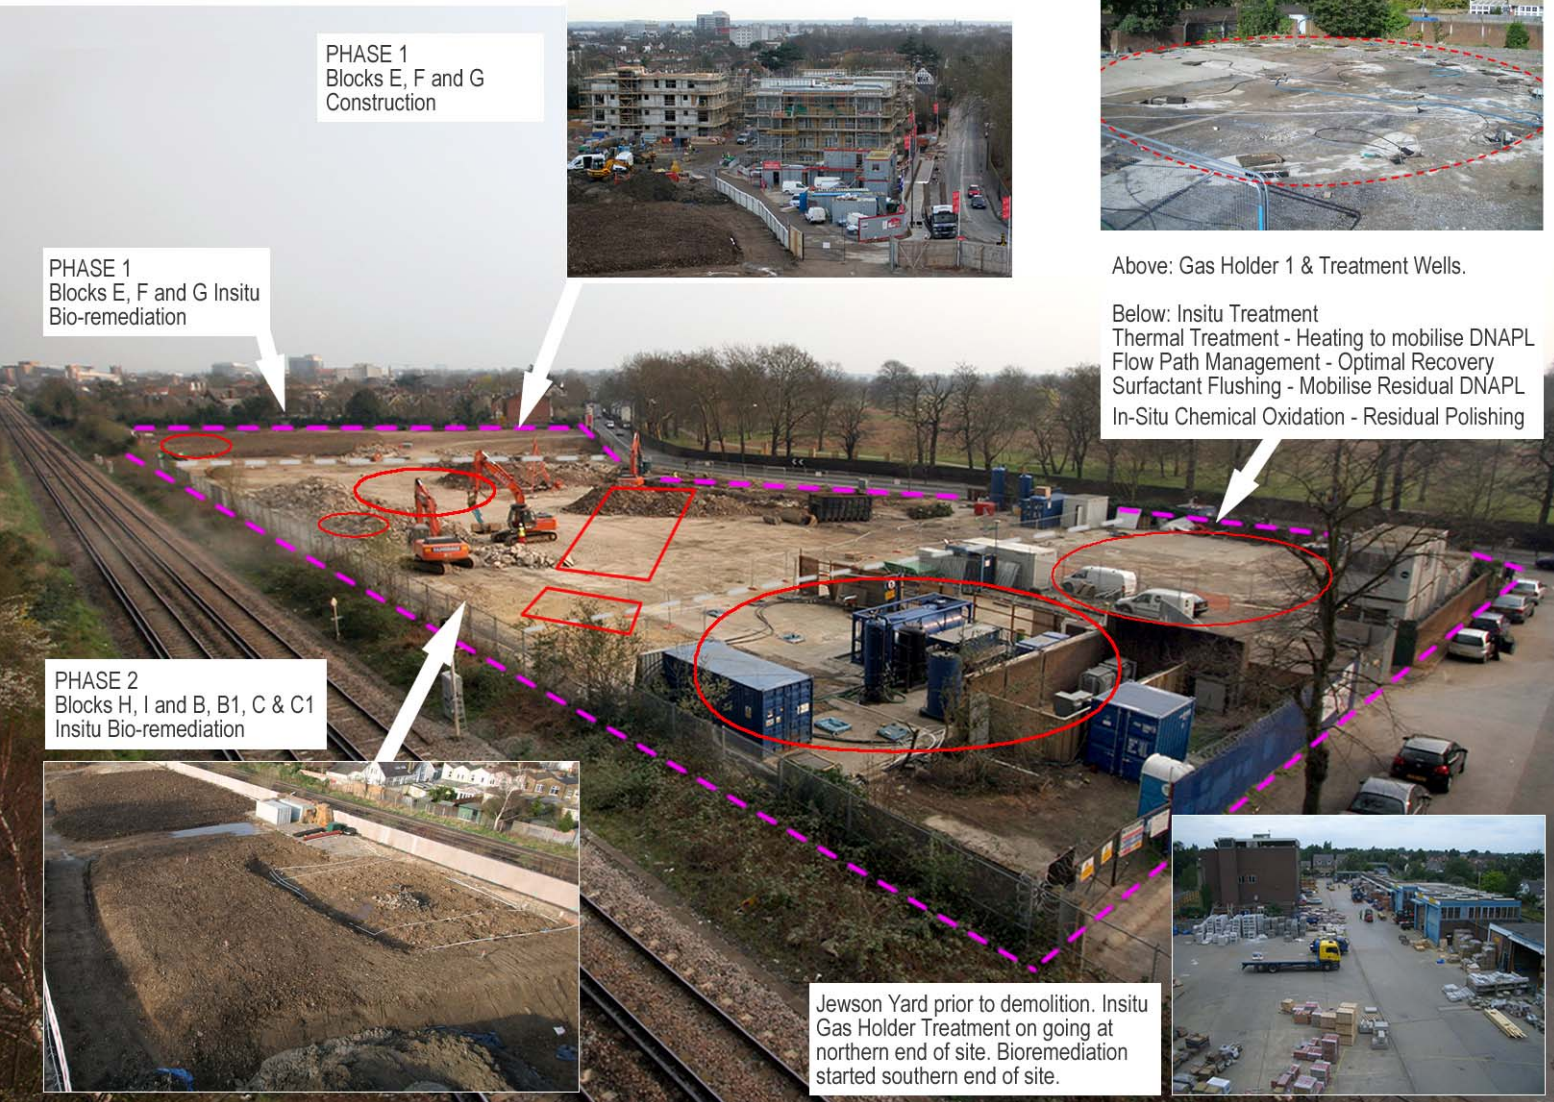 PHASE 1
Blocks E, F and G
Construction
PHASE 1
Blocks E, F and G Insitu
Bio-remediation
Above: Gas Holder 1 & Treatment Wells.
Below: Insitu Treatment
Thermal Treatment - Heating to mobilise DNAPL
Flow Path Management - Optimal Recovery
Surfactant Flushing - Mobilise Residual DNAPL
In-Situ Chemical Oxidation - Residual Polishing
PHASE 2
Blocks H, I and B, B1, C & C1
Insitu Bio-remediation
Jewson Yard prior to demolition. Insitu
Gas Holder Treatment on going at
northern end of site. Bioremediation
started southern end of site.